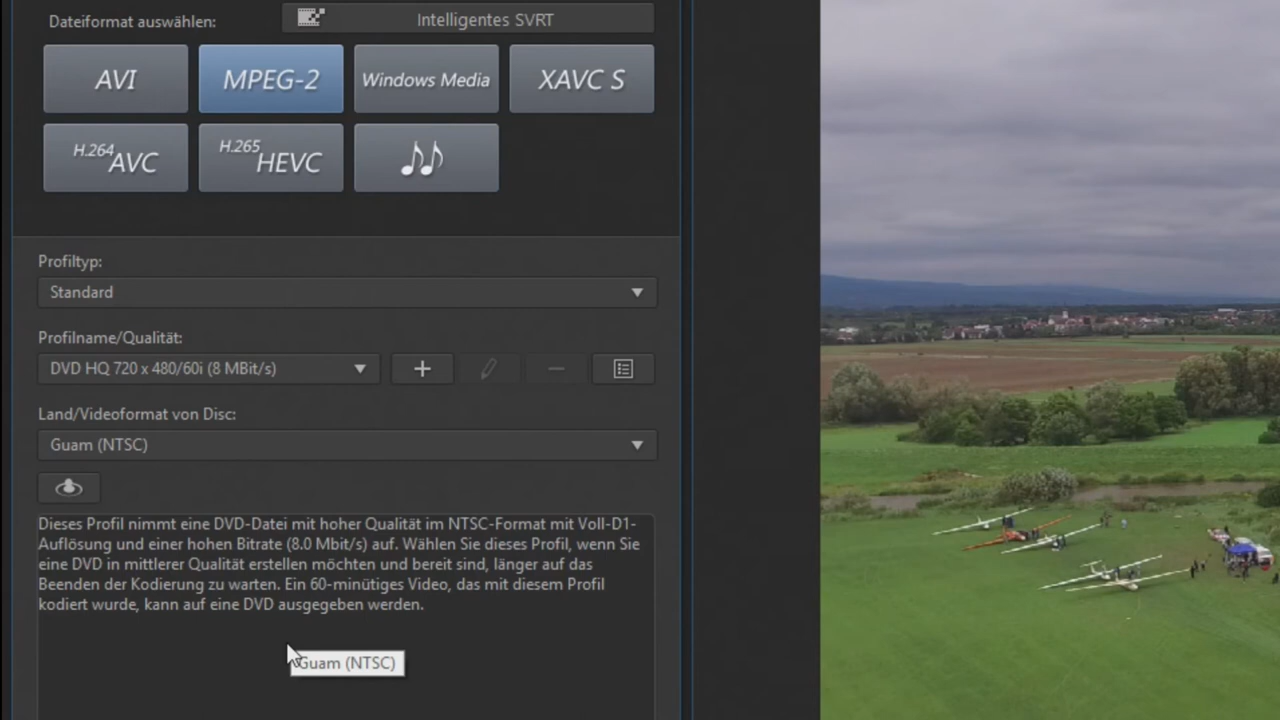 Dateiformat auswählen:
Intelligentes SVRT
AVI
MPEG-2
Windows Media
XAVC S
H.264 AVC
H.265 HEVC
Profiltyp:
Standard
Profilname/Qualität:
DVD HQ 720 x 480/60i (8 MBit/s)
Land/Videoformat von Disc:
Guam (NTSC)
Dieses Profil nimmt eine DVD-Datei mit hoher Qualität im NTSC-Format mit Voll-D1-
Auflösung und einer hohen Bitrate (8.0 Mbit/s) auf. Wählen Sie dieses Profil, wenn Sie
eine DVD in mittlerer Qualität erstellen möchten und bereit sind, länger auf das
Beenden der Kodierung zu warten. Ein 60-minütiges Video, das mit diesem Profil
kodiert wurde, kann auf eine DVD ausgegeben werden.
Guam (NTSC)